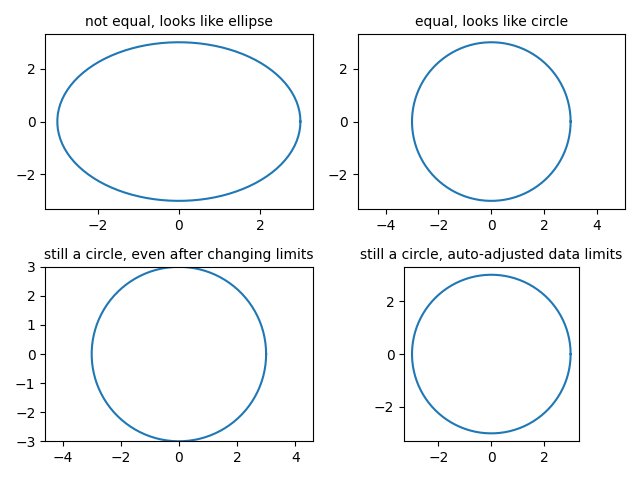 not equal, looks like ellipse
2
0
−2
−2 0 2
equal, looks like circle
2
0
−2
−4 −2 0 2 4
still a circle, even after changing limits
3
2
1
0
−1
−2
−3
−4 −2 0 2 4
still a circle, auto-adjusted data limits
2
0
−2
−2 0 2